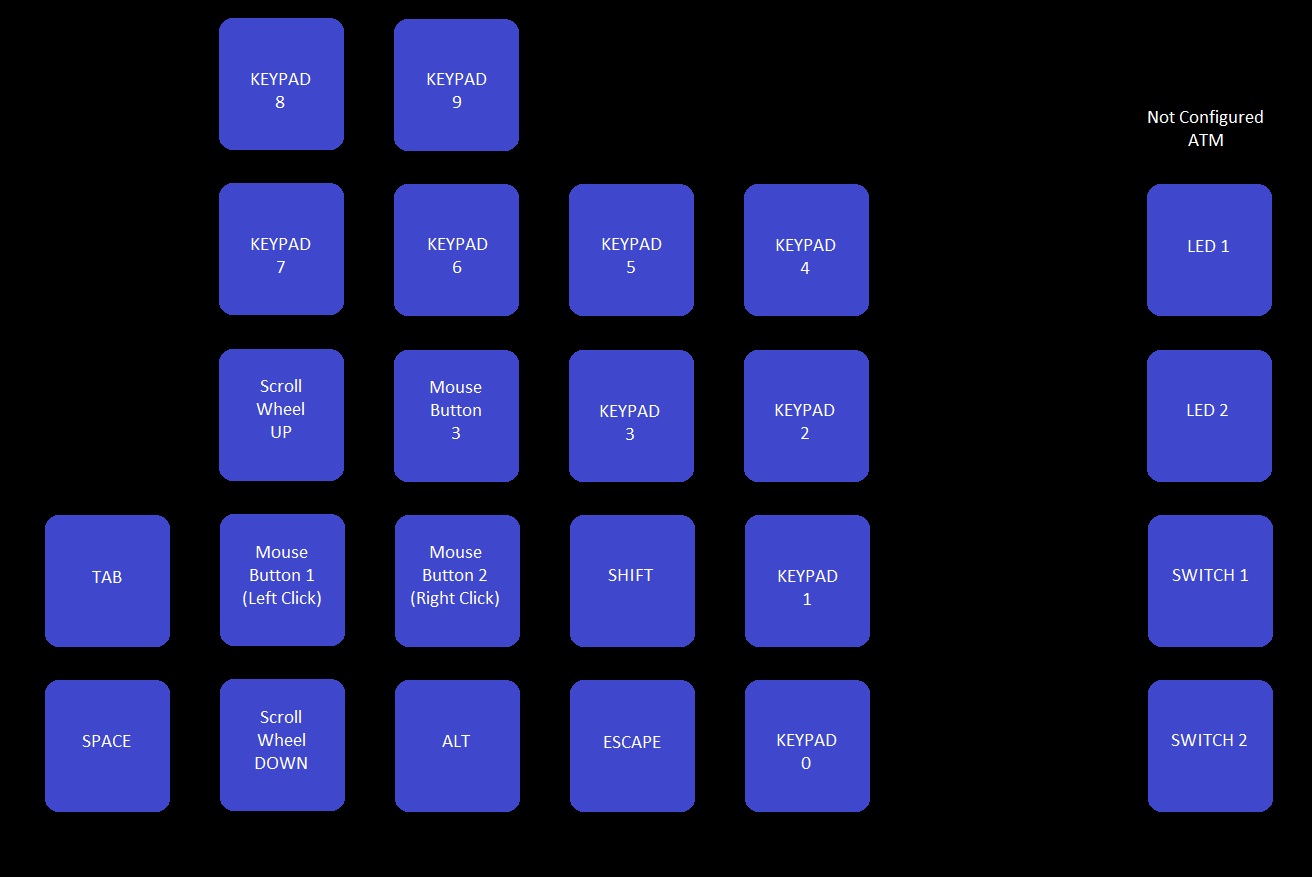 KEYPAD
8
KEYPAD
9
Not Configured
ATM
KEYPAD
7
KEYPAD
6
KEYPAD
5
KEYPAD
4
LED 1
Scroll
Wheel
UP
Mouse
Button
3
KEYPAD
3
KEYPAD
2
LED 2
TAB
Mouse
Button 1
(Left Click)
Mouse
Button 2
(Right Click)
SHIFT
KEYPAD
1
SWITCH 1
SPACE
Scroll
Wheel
DOWN
ALT
ESCAPE
KEYPAD
0
SWITCH 2